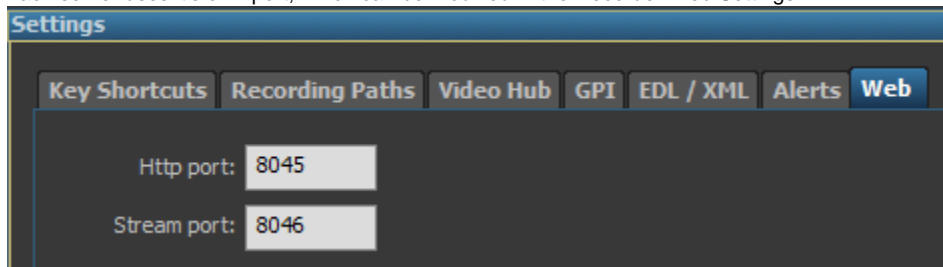 Settings
Key Shortcuts Recording Paths Video Hub GPI EDL / XML Alerts Web
Http port: 8045
Stream port: 8046